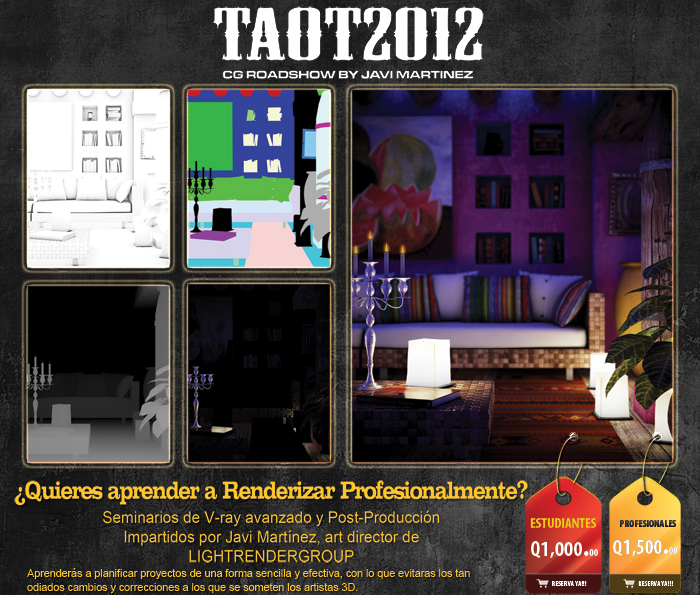 TAOT2012
CG ROADSHOW BY JAVI MARTINEZ
¿Quieres aprender a Renderizar Profesionalmente?
Seminarios de V-ray avanzado y Post-Producción
Impartidos por Javi Martínez, art director de
LIGHTRENDERGROUP
Aprenderás a planificar proyectos de una forma sencilla y efectiva, con lo que evitaras los tan
odiados cambios y correcciones a los que se someten los artistas 3D.
ESTUDIANTES
Q1,000.00
RESERVA YA!!!
PROFESIONALES
Q1,500.00
RESERVA YA!!!